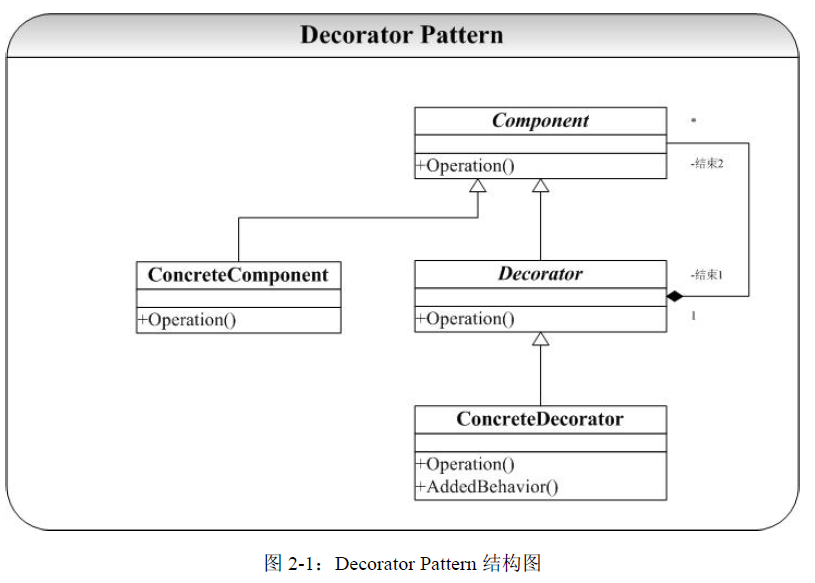 Decorator Pattern
Component
*
+Operation()
-结束2
ConcreteComponent
+Operation()
Decorator
-结束1
+Operation()
1
ConcreteDecorator
+Operation()
+AddedBehavior()
图 2-1：Decorator Pattern 结构图